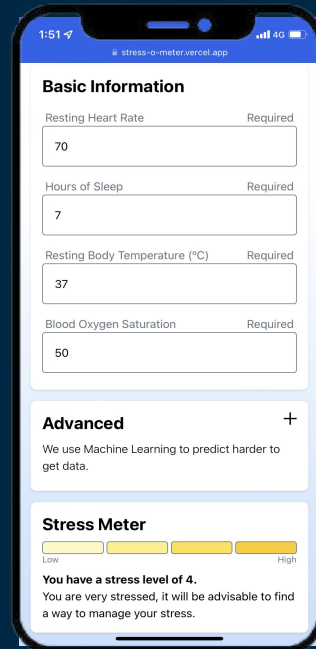 1:51
4G
stress-o-meter.vercel.app
Basic Information
Resting Heart Rate Required
70
Hours of Sleep Required
7
Resting Body Temperature (°C) Required
37
Blood Oxygen Saturation Required
50
Advanced +
We use Machine Learning to predict harder to
get data.
Stress Meter
Low High
You have a stress level of 4.
You are very stressed, it will be advisable to find
a way to manage your stress.